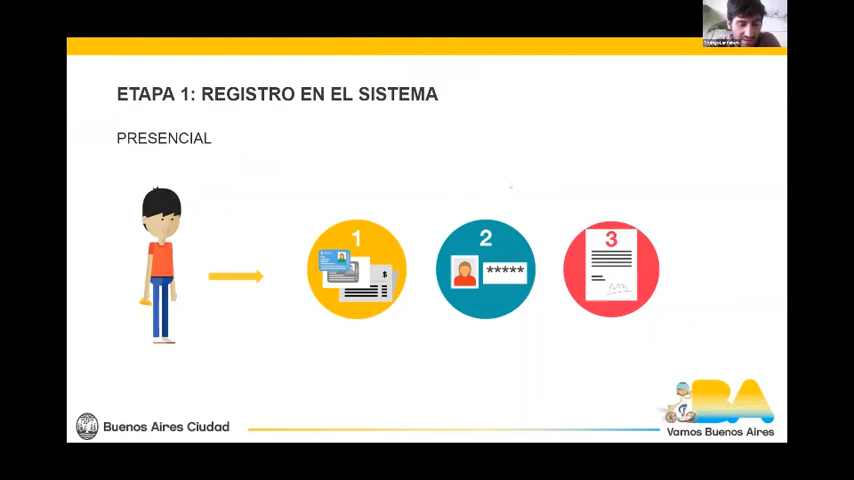 ETAPA 1: REGISTRO EN EL SISTEMA
PRESENCIAL
1
2
3
$
*****
BA
Buenos Aires Ciudad
Vamos Buenos Aires